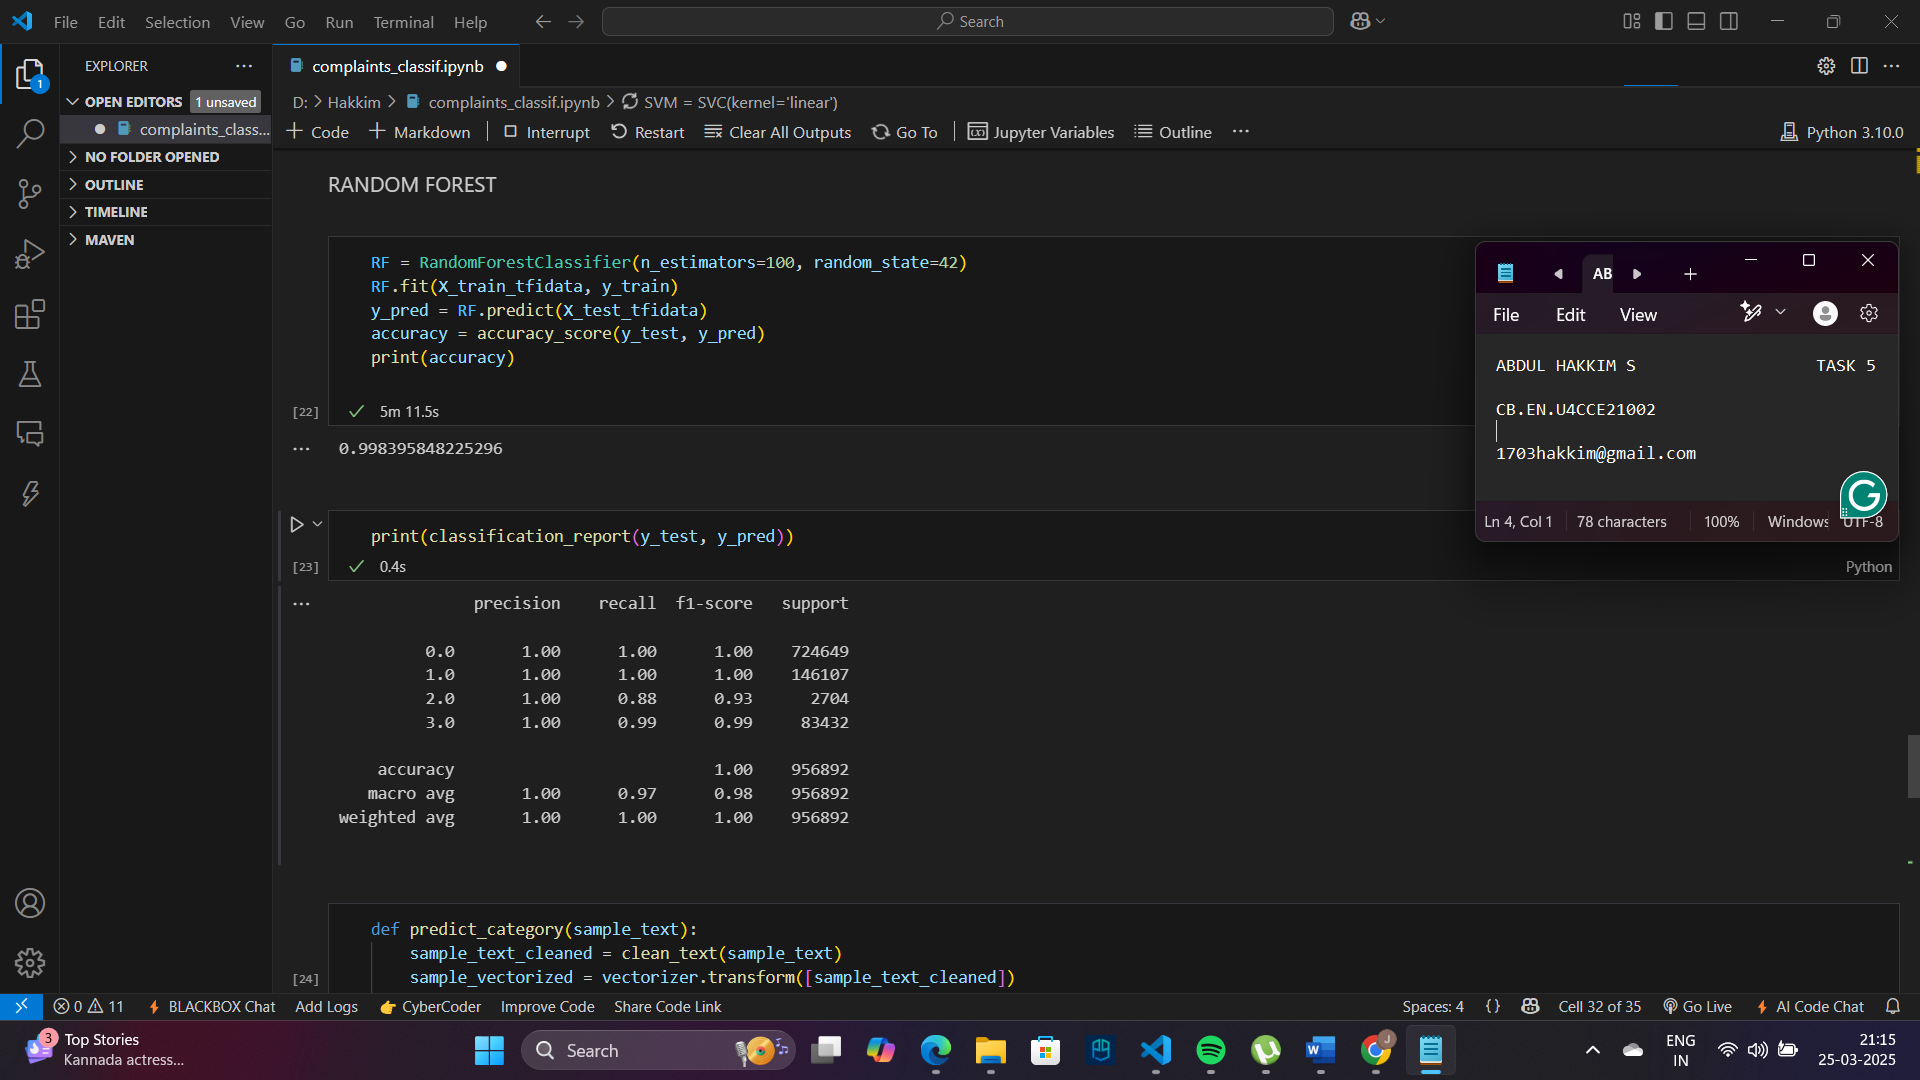 File Edit Selection View Go Run Terminal Help
Search
EXPLORER
OPEN EDITORS 1 unsaved
complaints_class...
NO FOLDER OPENED
OUTLINE
TIMELINE
MAVEN
complaints_classif.ipynb
D: > Hakkim > complaints_classif.ipynb > SVM = SVC(kernel='linear')
+ Code + Markdown Interrupt Restart Clear All Outputs Go To Jupyter Variables Outline ... Python 3.10.0
RANDOM FOREST
RF = RandomForestClassifier(n_estimators=100, random_state=42)
RF.fit(X_train_tfidata, y_train)
y_pred = RF.predict(X_test_tfidata)
accuracy = accuracy_score(y_test, y_pred)
print(accuracy)
[22] 5m 11.5s
0.998395848225296
print(classification_report(y_test, y_pred))
[23] 0.4s
Python
precision recall f1-score support
0.0 1.00 1.00 1.00 724649
1.0 1.00 1.00 1.00 146107
2.0 1.00 0.88 0.93 2704
3.0 1.00 0.99 0.99 83432
accuracy 1.00 956892
macro avg 1.00 0.97 0.98 956892
weighted avg 1.00 1.00 1.00 956892
def predict_category(sample_text):
sample_text_cleaned = clean_text(sample_text)
[24] sample_vectorized = vectorizer.transform([sample_text_cleaned])
AB
File Edit View
ABDUL HAKKIM S TASK 5
CB.EN.U4CCE21002
1703hakkim@gmail.com
Ln 4, Col 1 78 characters 100% Windows UTF-8
0 11 BLACKBOX Chat Add Logs CyberCoder Improve Code Share Code Link
Spaces: 4 {} Cell 32 of 35 Go Live AI Code Chat
3 Top Stories
Kannada actress...
Search
ENG
IN
21:15
25-03-2025